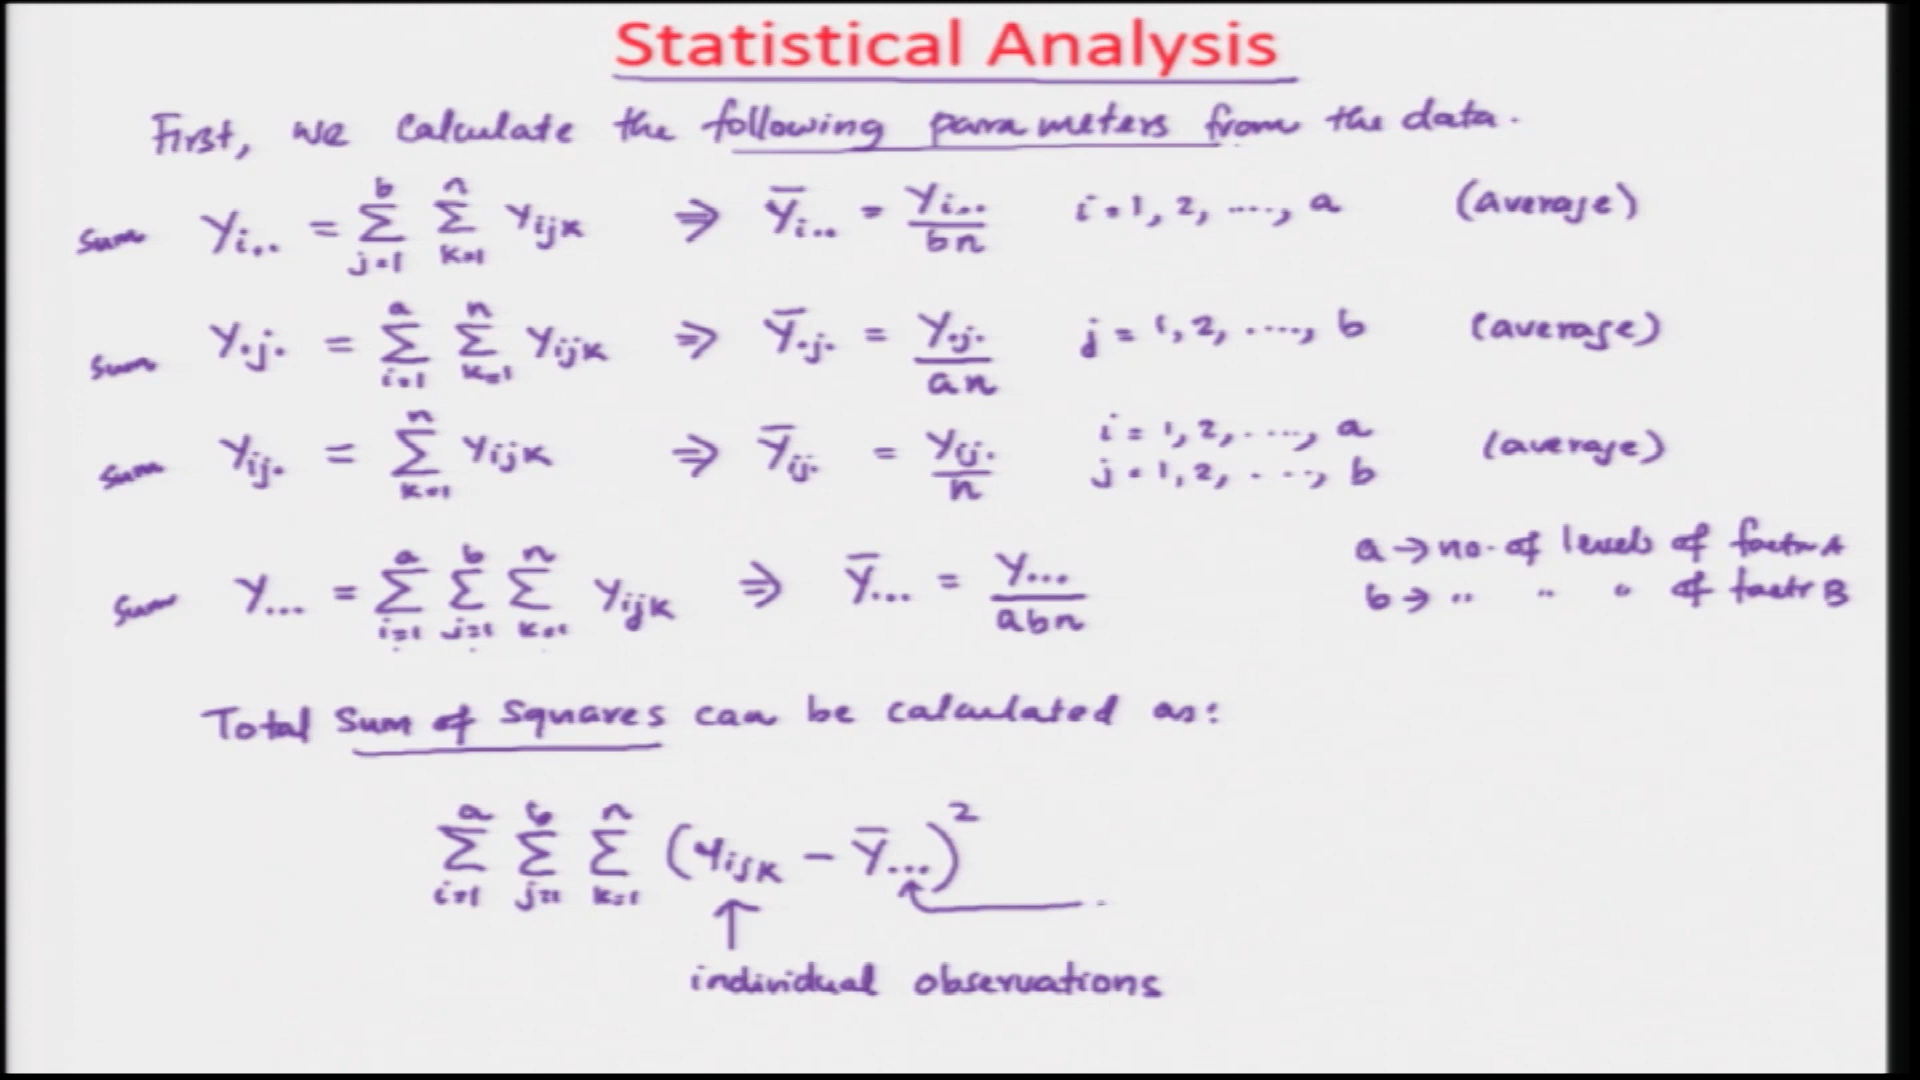 Statistical Analysis
First, we calculate the following parameters from the data.
Sum Yi.. = Σ_{j=1}^{b} Σ_{k=1}^{n} Yijk ⇒ Ȳi.. = Yi../bn i=1, 2, ...., a (average)
Sum Y.j. = Σ_{i=1}^{a} Σ_{k=1}^{n} Yijk ⇒ Ȳ.j. = Y.j./an j = 1, 2, ...., b (average)
Sum Yij. = Σ_{k=1}^{n} Yijk ⇒ Ȳij. = Yij./n i = 1, 2, ...., a j = 1, 2, ...., b (average)
a → no. of levels of factor A
b → " " " of factor B
Sum Y... = Σ_{i=1}^{a} Σ_{j=1}^{b} Σ_{k=1}^{n} Yijk ⇒ Ȳ... = Y.../abn
Total Sum of Squares can be calculated as:
Σ_{i=1}^{a} Σ_{j=1}^{b} Σ_{k=1}^{n} (Yijk − Ȳ...)²
↑
individual observations